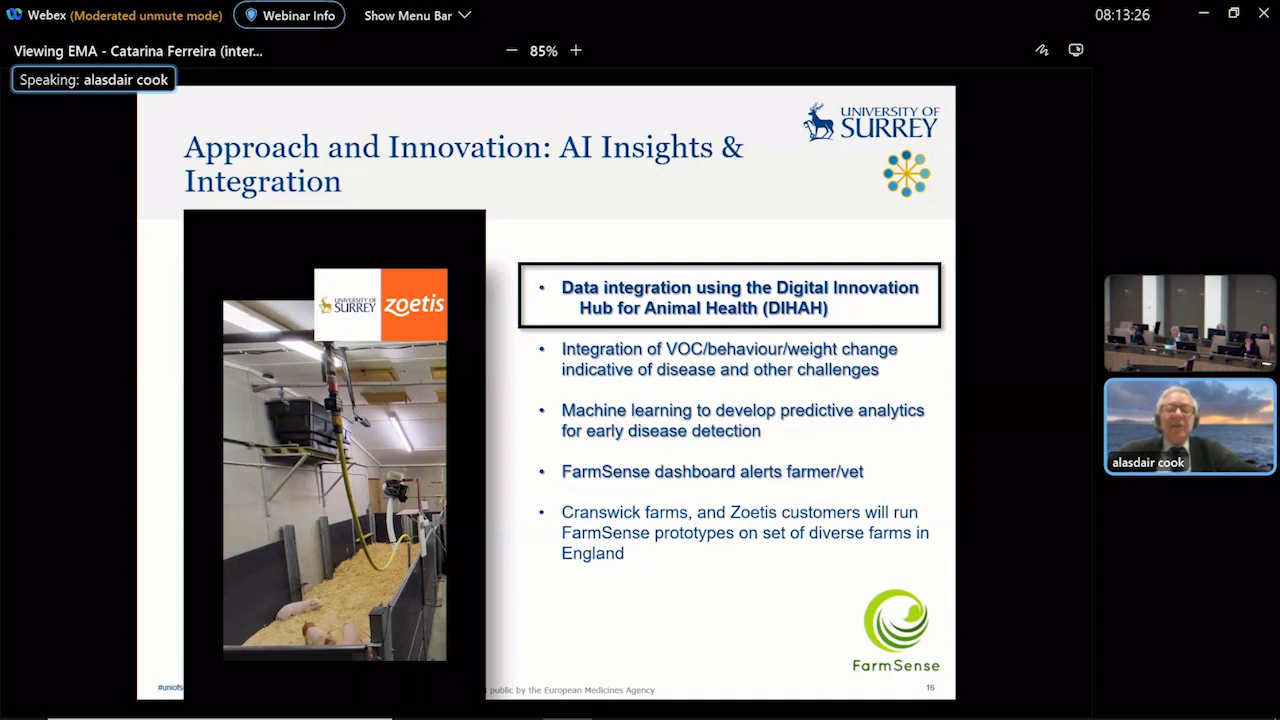 Webex (Moderated unmute mode) Webinar Info Show Menu Bar 08:13:26
Viewing EMA - Catarina Ferreira (inter... 85%
Speaking: alasdair cook
UNIVERSITY OF
SURREY
Approach and Innovation: AI Insights &
Integration
UNIVERSITY OF
SURREY
zoetis
• Data integration using the Digital Innovation
Hub for Animal Health (DIHAH)
• Integration of VOC/behaviour/weight change
indicative of disease and other challenges
• Machine learning to develop predictive analytics
for early disease detection
• FarmSense dashboard alerts farmer/vet
• Cranswick farms, and Zoetis customers will run
FarmSense prototypes on set of diverse farms in
England
FarmSense
#uniofs public by the European Medicines Agency 16
alasdair cook